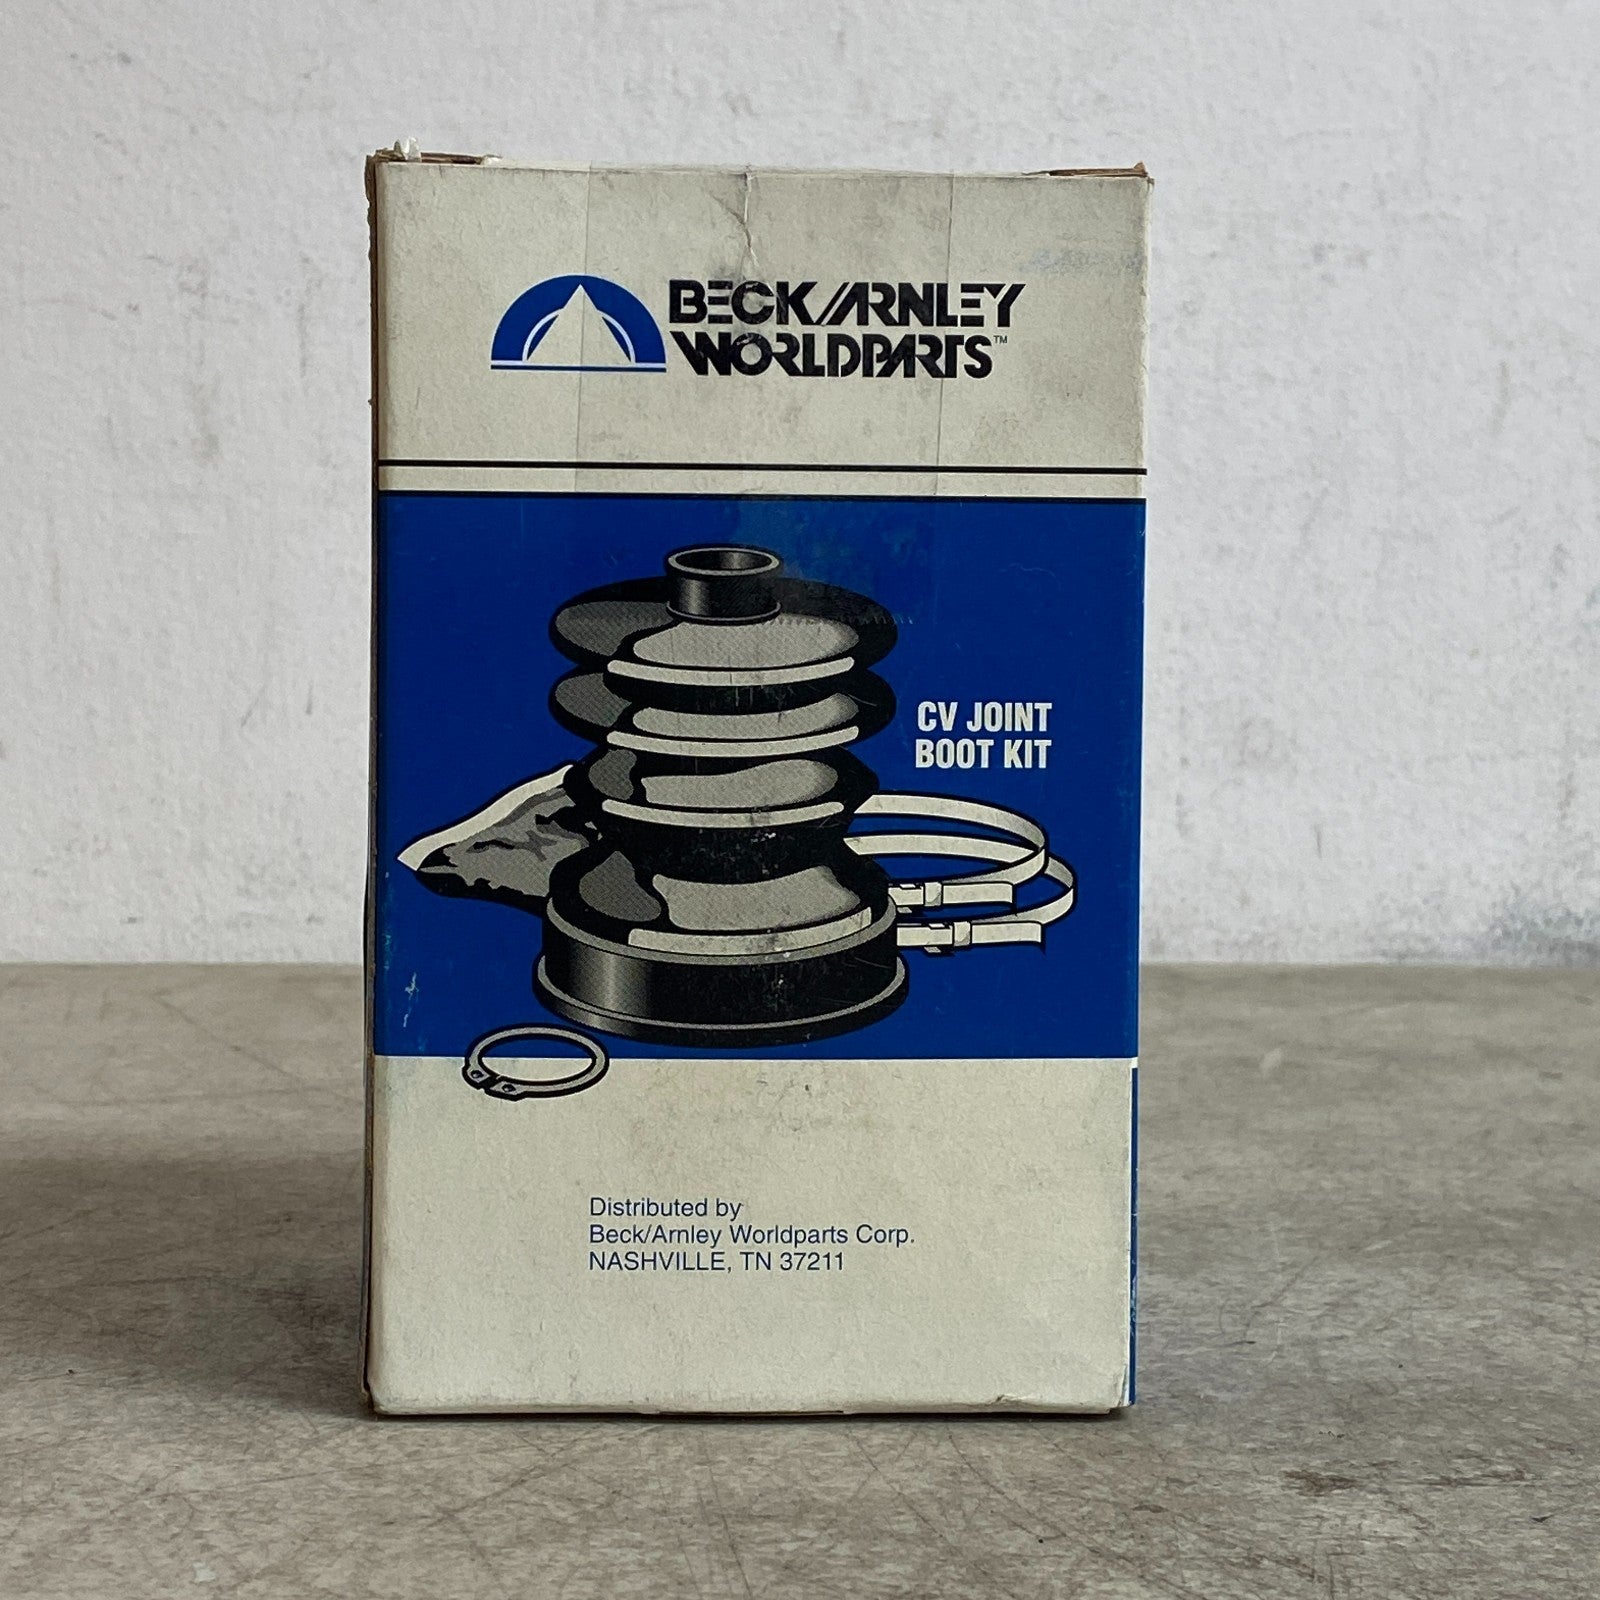 BECK/ARNLEY
WORLDPARTS™
CV JOINT
BOOT KIT
Distributed by
Beck/Arnley Worldparts Corp.
NASHVILLE, TN 37211